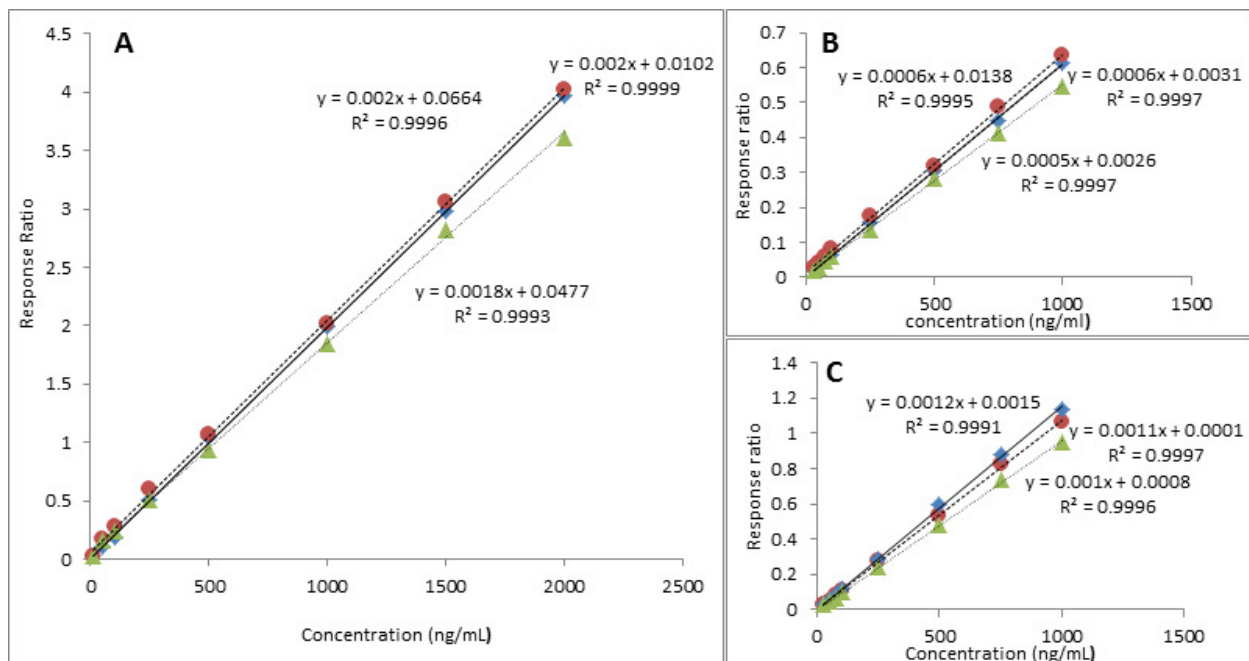 A
4.5
4
3.5
3
2.5
2
1.5
1
0.5
0
Response Ratio
y = 0.002x + 0.0664
R² = 0.9996
y = 0.002x + 0.0102
R² = 0.9999
y = 0.0018x + 0.0477
R² = 0.9993
0 500 1000 1500 2000 2500
Concentration (ng/mL)
B
0.7
0.6
0.5
0.4
0.3
0.2
0.1
0
Response ratio
y = 0.0006x + 0.0138
R² = 0.9995
y = 0.0006x + 0.0031
R² = 0.9997
y = 0.0005x + 0.0026
R² = 0.9997
0 500 1000 1500
concentration (ng/ml)
C
1.4
1.2
1
0.8
0.6
0.4
0.2
0
Response ratio
y = 0.0012x + 0.0015
R² = 0.9991
y = 0.0011x + 0.0001
R² = 0.9997
y = 0.001x + 0.0008
R² = 0.9996
0 500 1000 1500
Concentration (ng/mL)